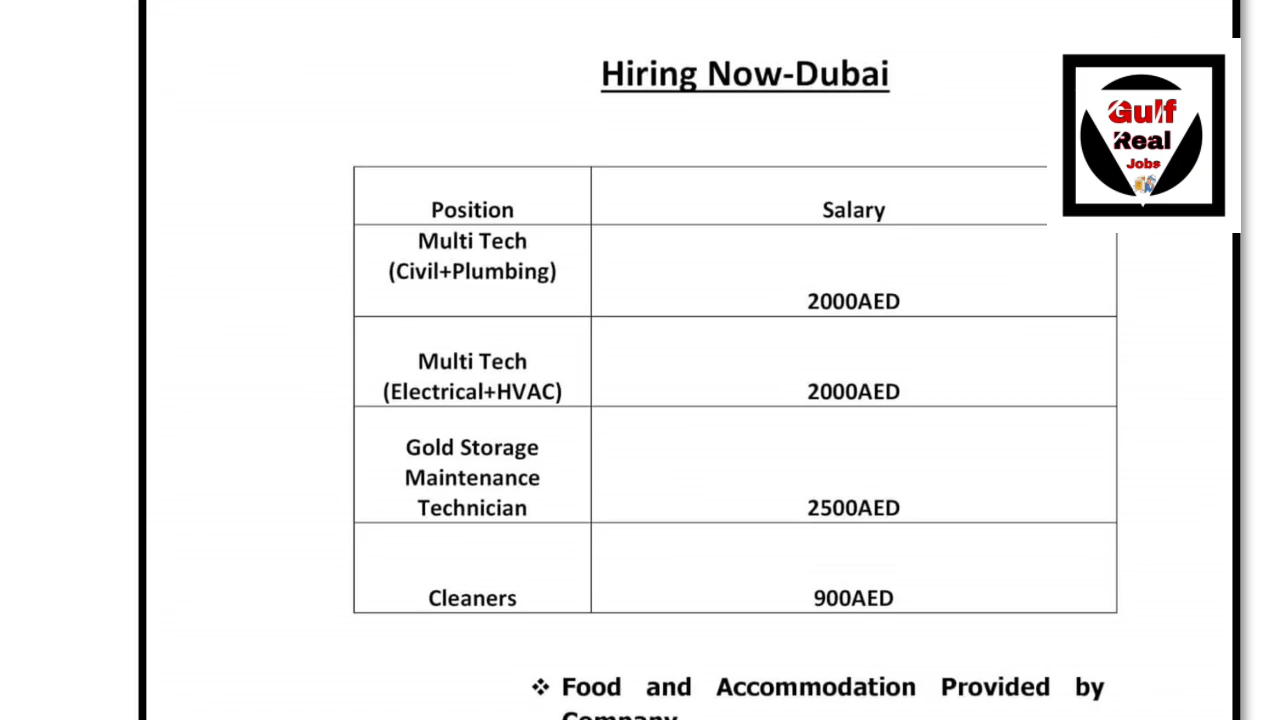 Hiring Now-Dubai
Gulf
Real
Jobs
Position
Salary
Multi Tech
(Civil+Plumbing)
2000AED
Multi Tech
(Electrical+HVAC)
2000AED
Gold Storage
Maintenance
Technician
2500AED
Cleaners
900AED
❖ Food and Accommodation Provided by
Company